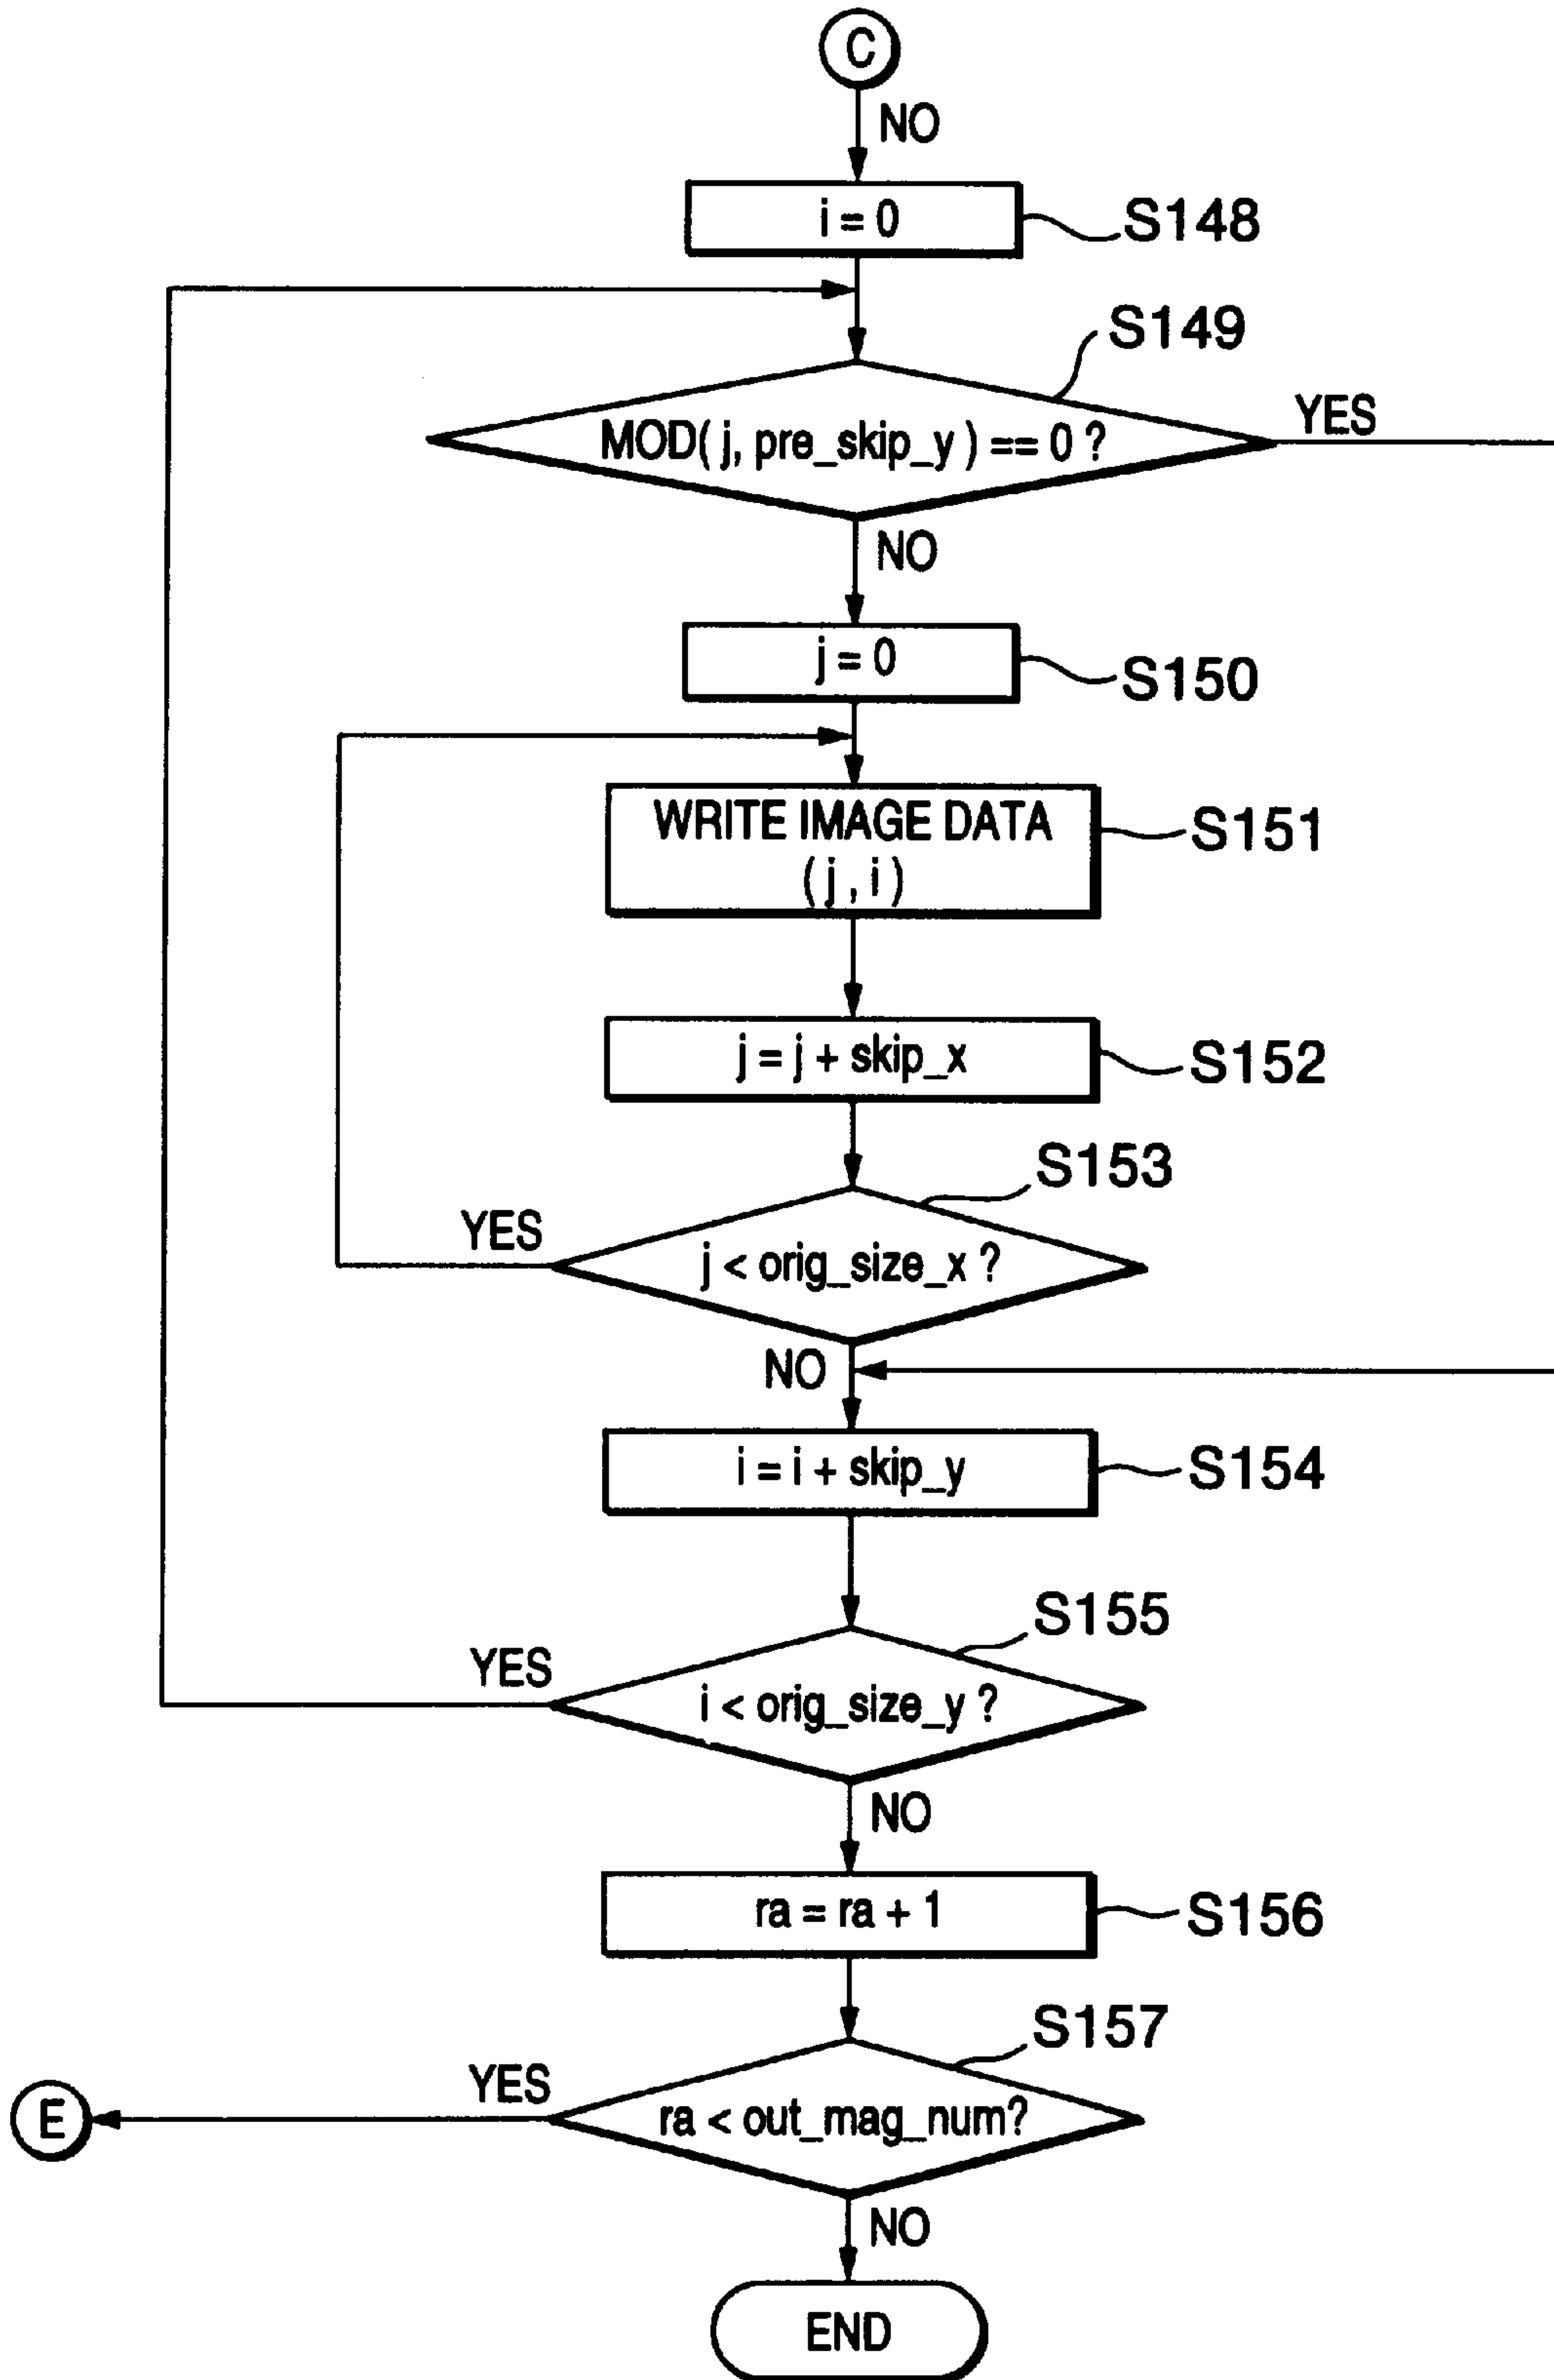 C
NO
i = 0
S148
S149
MOD( j, pre_skip_y ) == 0 ?
YES
NO
j = 0
S150
WRITE IMAGE DATA
( j , i )
S151
j = j + skip_x
S152
S153
YES
j < orig_size_x ?
NO
i = i + skip_y
S154
S155
YES
i < orig_size_y ?
NO
ra = ra + 1
S156
S157
YES
E
ra < out_mag_num?
NO
END